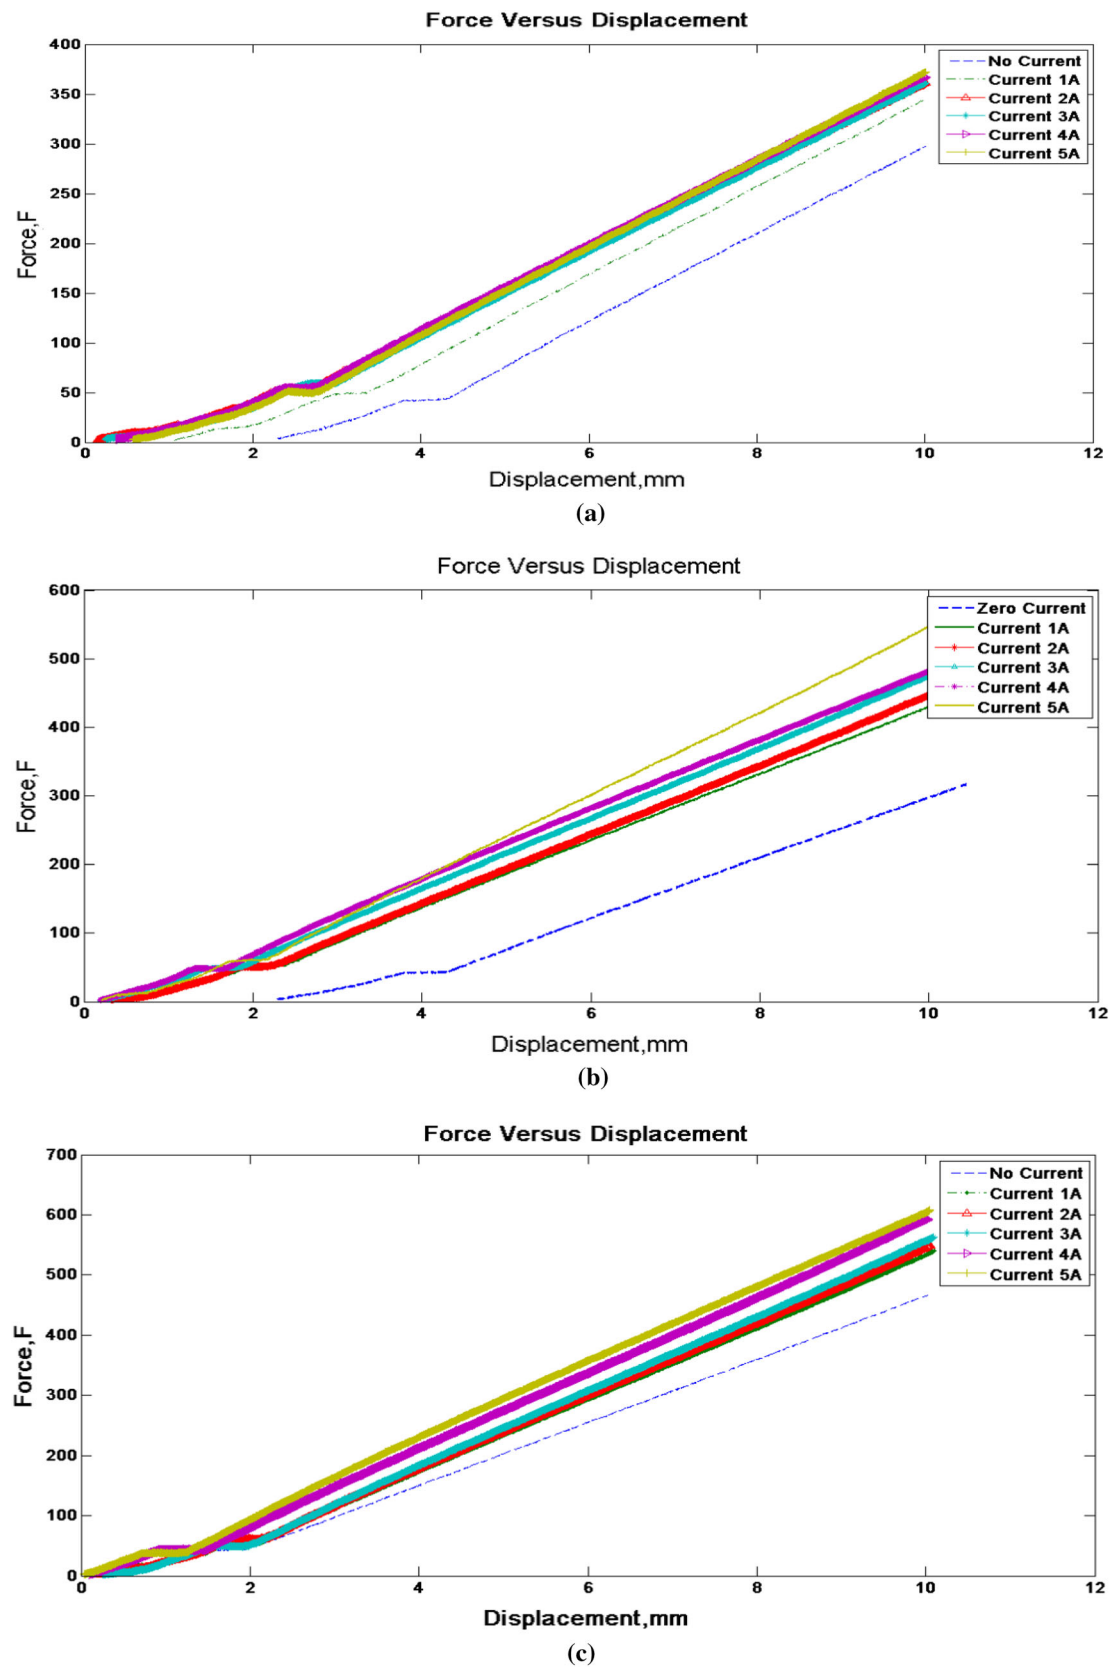 Force Versus Displacement
400
350
300
250
200
150
100
50
0
Force,F
No Current
Current 1A
Current 2A
Current 3A
Current 4A
Current 5A
0 2 4 6 8 10 12
Displacement,mm
(a)
Force Versus Displacement
600
500
400
300
200
100
0
Force,F
Zero Current
Current 1A
Current 2A
Current 3A
Current 4A
Current 5A
0 2 4 6 8 10 12
Displacement,mm
(b)
Force Versus Displacement
700
600
500
400
300
200
100
0
Force,F
No Current
Current 1A
Current 2A
Current 3A
Current 4A
Current 5A
0 2 4 6 8 10 12
Displacement,mm
(c)